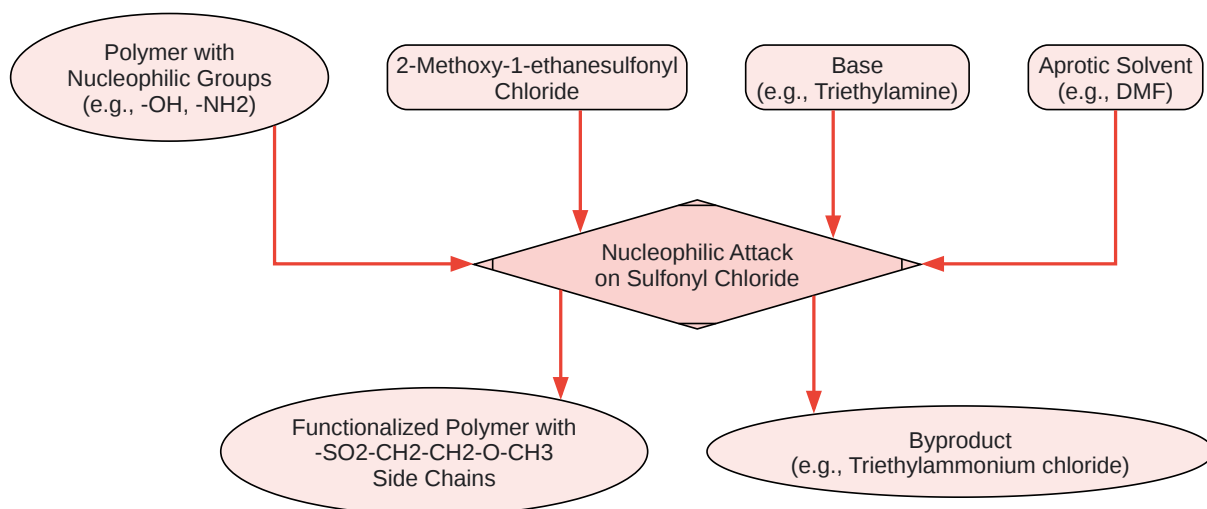 Polymer with
Nucleophilic Groups
(e.g., -OH, -NH2)
2-Methoxy-1-ethanesulfonyl
Chloride
Base
(e.g., Triethylamine)
Aprotic Solvent
(e.g., DMF)
Nucleophilic Attack
on Sulfonyl Chloride
Functionalized Polymer with
-SO2-CH2-CH2-O-CH3
Side Chains
Byproduct
(e.g., Triethylammonium chloride)